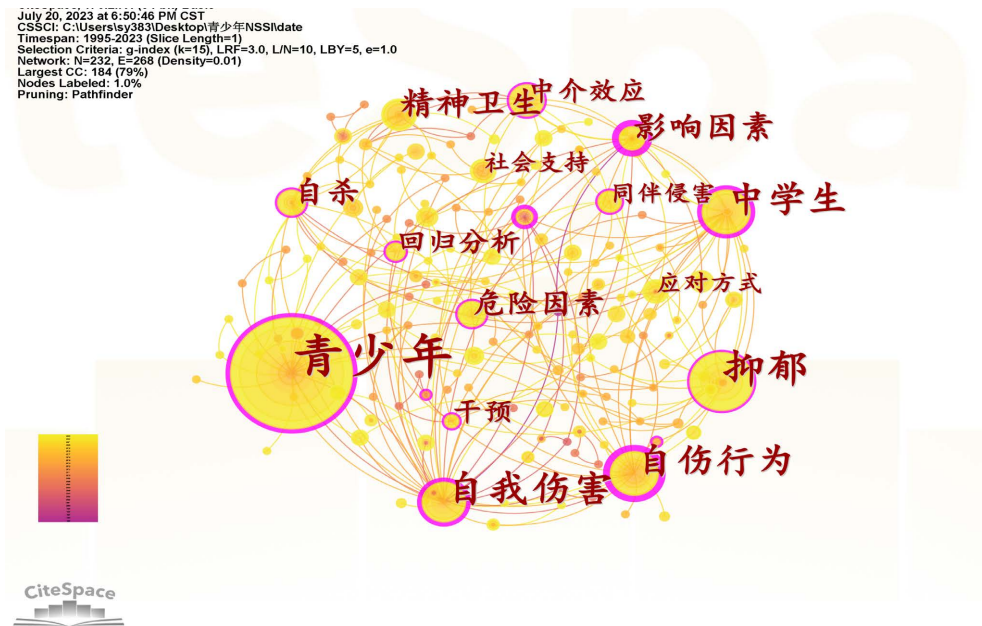 July 20, 2023 at 6:50:46 PM CST
CSSCI: C:\Users\sy383\Desktop\青少年NSSI\date
Timespan: 1995-2023 (Slice Length=1)
Selection Criteria: g-index (k=15), LRF=3.0, L/N=10, LBY=5, e=1.0
Network: N=232, E=268 (Density=0.01)
Largest CC: 184 (79%)
Nodes Labeled: 1.0%
Pruning: Pathfinder
中介效应
精神卫生
影响因素
社会支持
自杀
同伴侵害
中学生
回归分析
应对方式
危险因素
青少年
抑郁
干预
自伤行为
自我伤害
CiteSpace